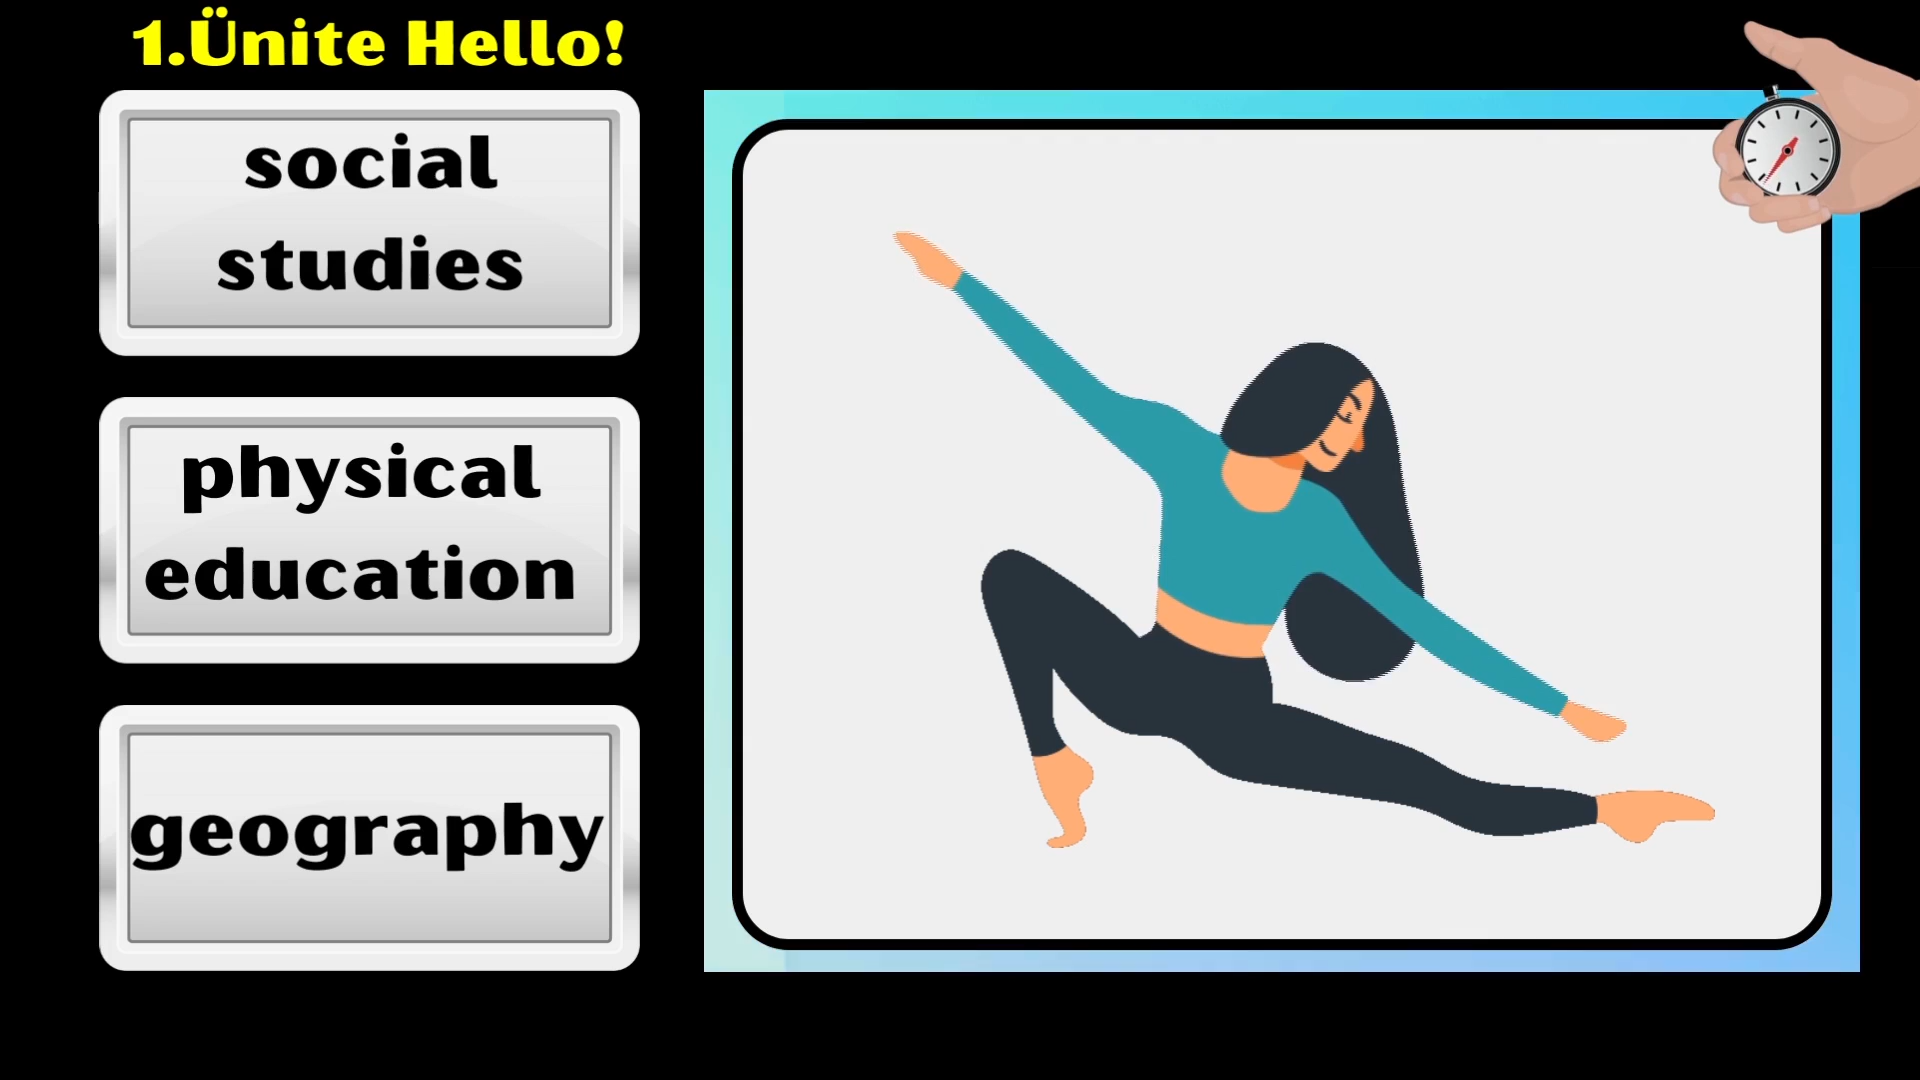 1.Ünite Hello!
social
studies
physical
education
geography